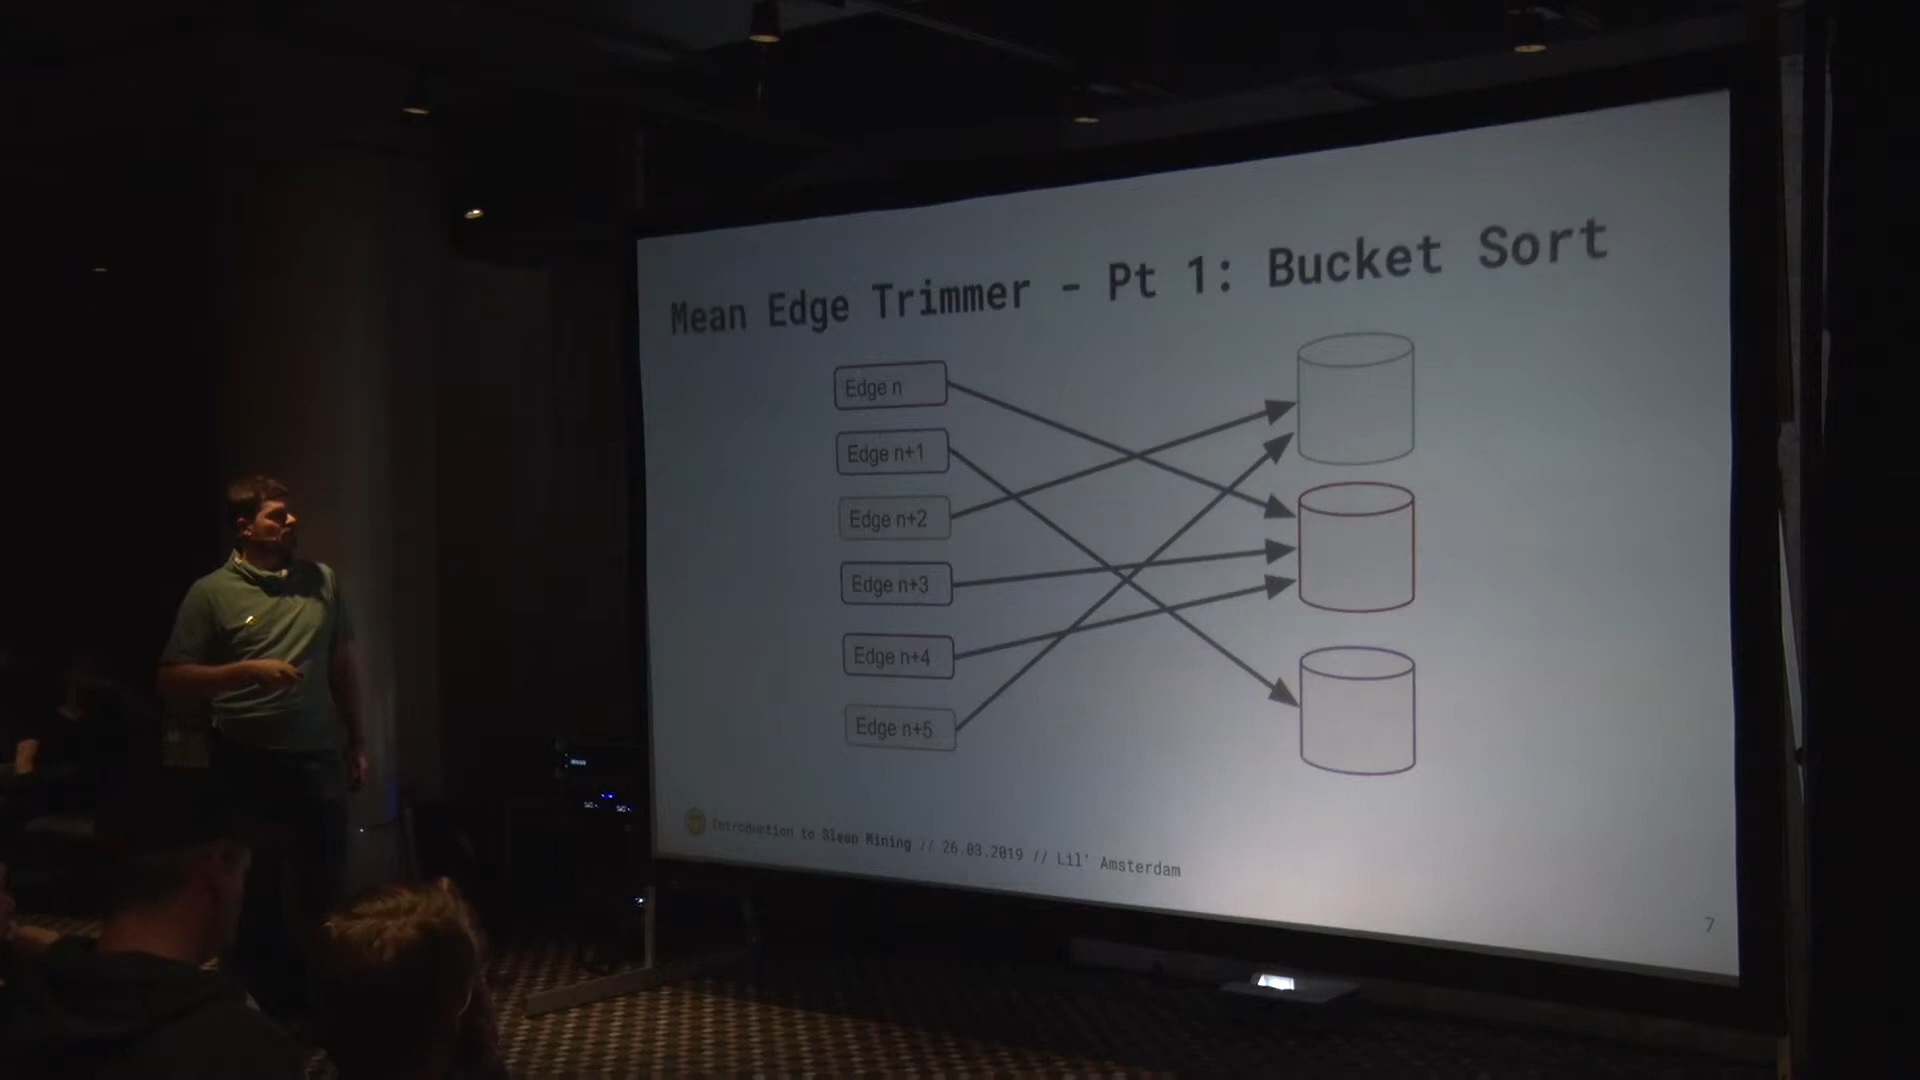 Mean Edge Trimmer - Pt 1: Bucket Sort
Edge n
Edge n+1
Edge n+2
Edge n+3
Edge n+4
Edge n+5
Introduction to Slean Mining // 26.03.2019 // Lil' Amsterdam
7